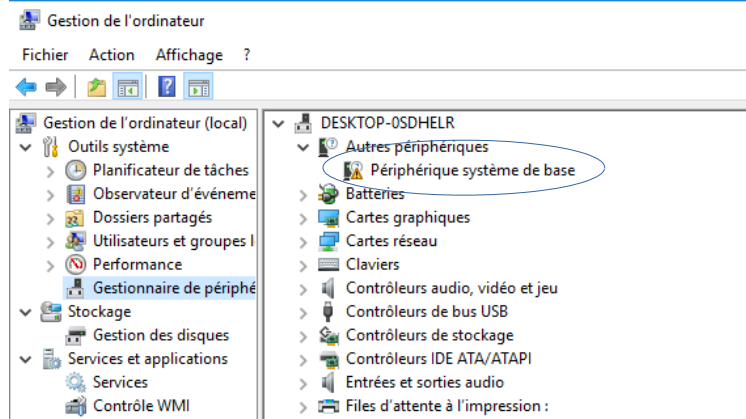 Gestion de l'ordinateur
Fichier Action Affichage ?
Gestion de l'ordinateur (local)
Outils système
Planificateur de tâches
Observateur d'événeme
Dossiers partagés
Utilisateurs et groupes l
Performance
Gestionnaire de périphé
Stockage
Gestion des disques
Services et applications
Services
Contrôle WMI
DESKTOP-0SDHELR
Autres périphériques
Périphérique système de base
Batteries
Cartes graphiques
Cartes réseau
Claviers
Contrôleurs audio, vidéo et jeu
Contrôleurs de bus USB
Contrôleurs de stockage
Contrôleurs IDE ATA/ATAPI
Entrées et sorties audio
Files d'attente à l'impression :